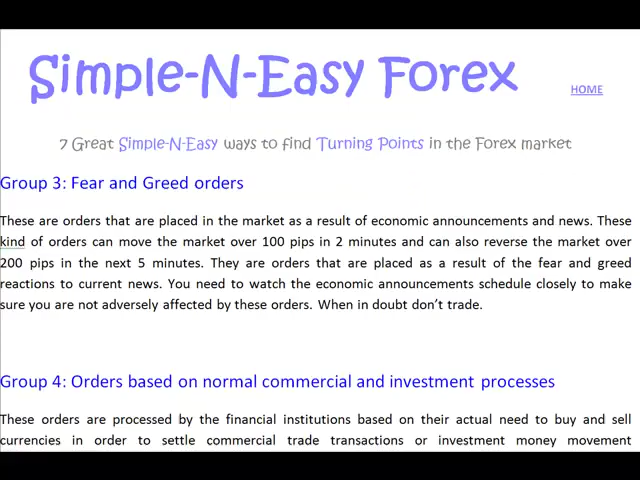 Simple-N-Easy Forex
HOME
7 Great Simple-N-Easy ways to find Turning Points in the Forex market
Group 3: Fear and Greed orders
These are orders that are placed in the market as a result of economic announcements and news. These
kind of orders can move the market over 100 pips in 2 minutes and can also reverse the market over
200 pips in the next 5 minutes. They are orders that are placed as a result of the fear and greed
reactions to current news. You need to watch the economic announcements schedule closely to make
sure you are not adversely affected by these orders. When in doubt don't trade.
Group 4: Orders based on normal commercial and investment processes
These orders are processed by the financial institutions based on their actual need to buy and sell
currencies in order to settle commercial trade transactions or investment money movement